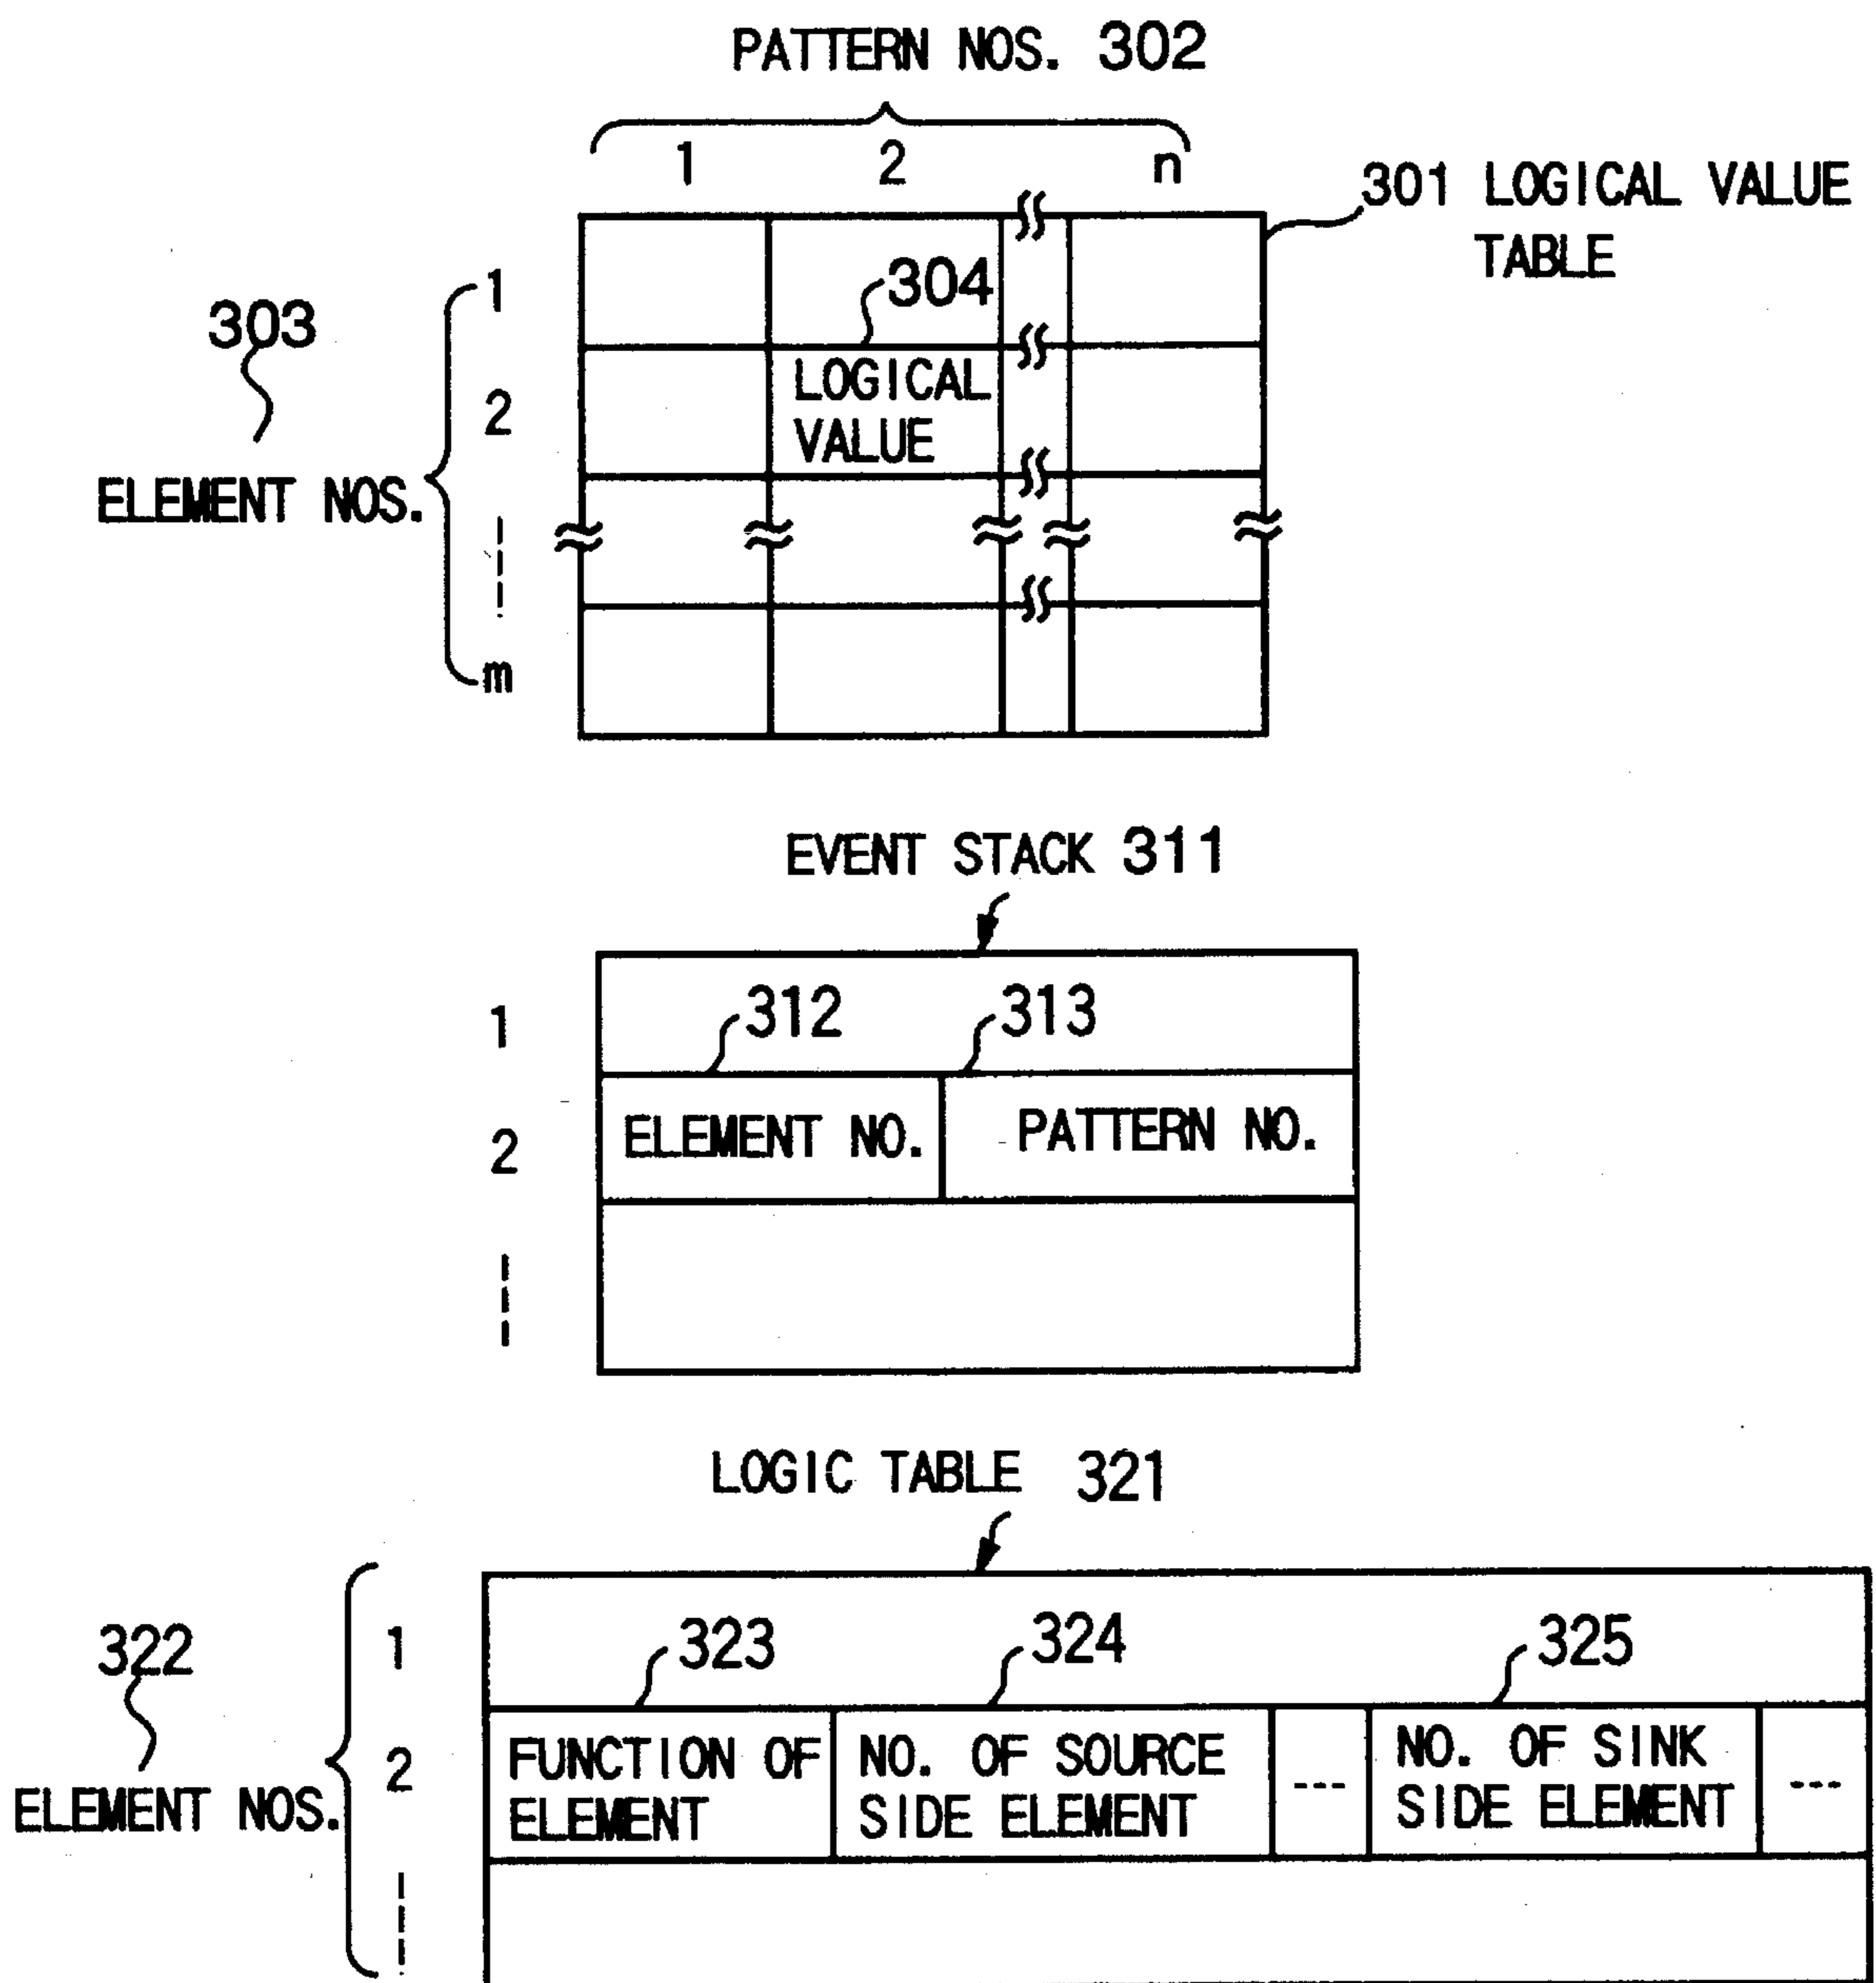 PATTERN NOS. 302
1 2 n
301 LOGICAL VALUE
TABLE
304
303
1
LOGICAL
VALUE
2
ELEMENT NOS.
m
EVENT STACK 311
1
312 313
2
ELEMENT NO. PATTERN NO.
LOGIC TABLE 321
322
1
323 324 325
2
FUNCTION OF
ELEMENT
NO. OF SOURCE
SIDE ELEMENT
---
NO. OF SINK
SIDE ELEMENT
---
ELEMENT NOS.